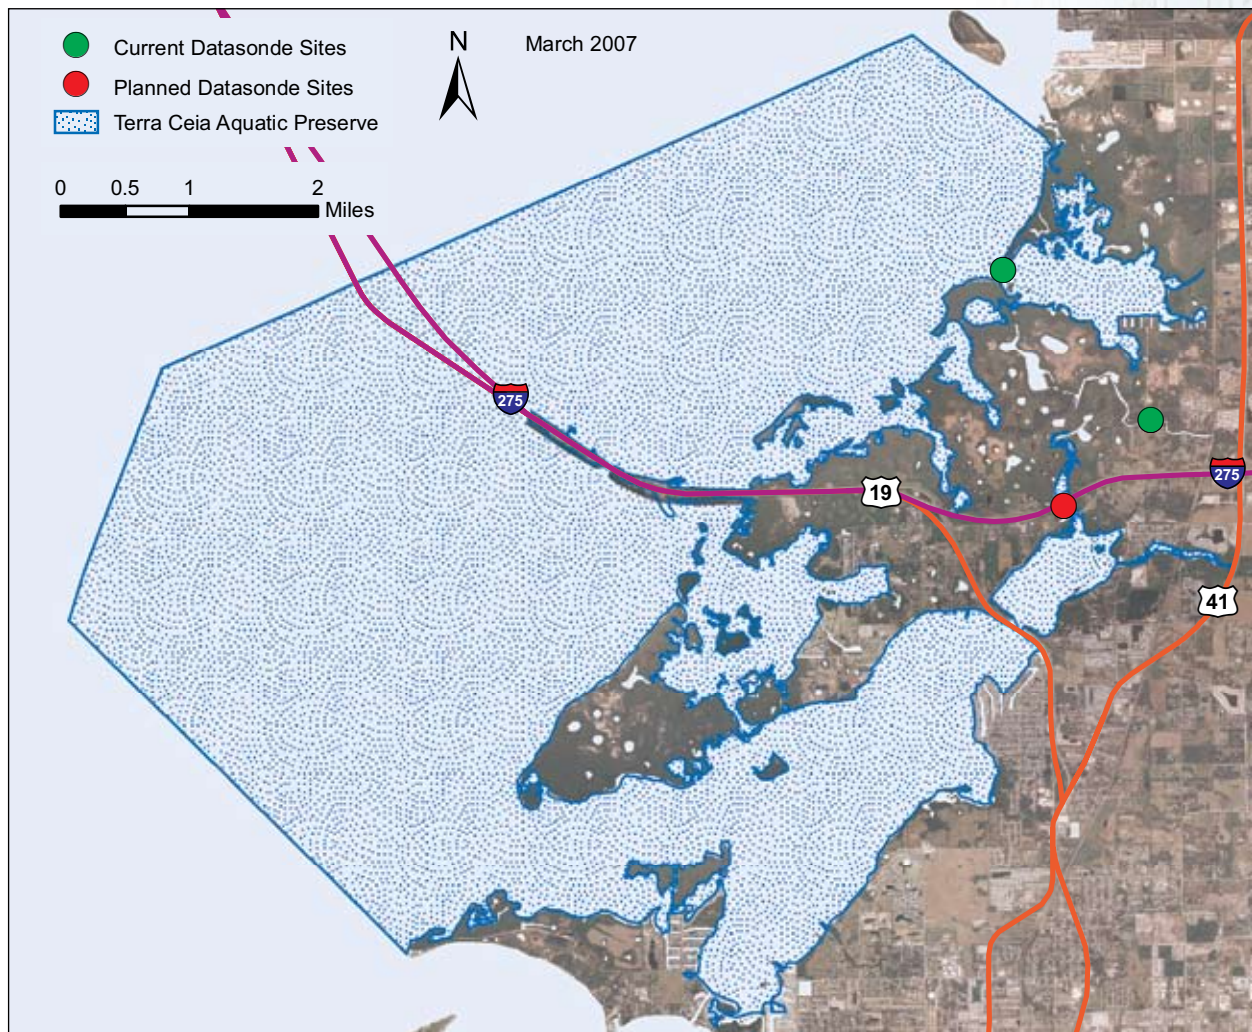 Current Datasonde Sites
Planned Datasonde Sites
Terra Ceia Aquatic Preserve
N
March 2007
0 0.5 1 2
Miles
275
19
275
41